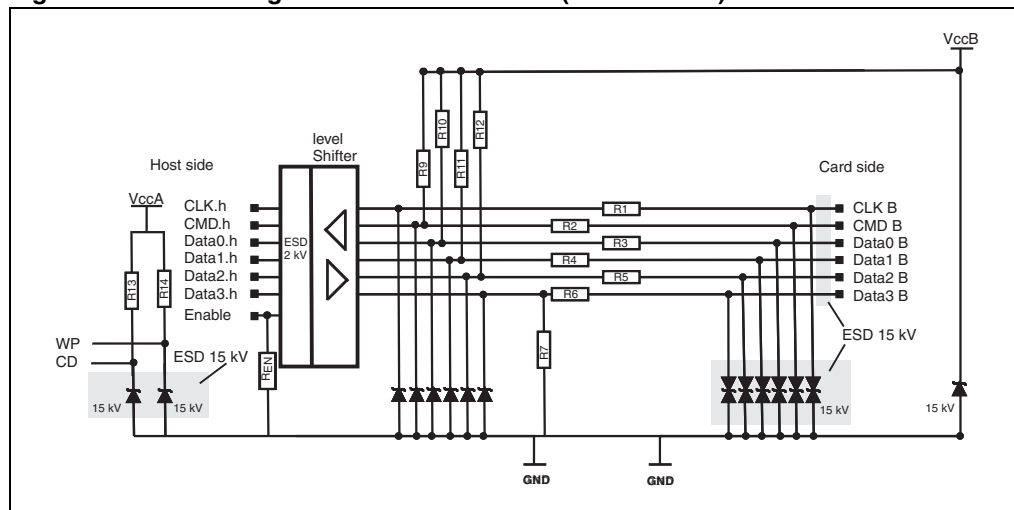 VccB
R10
R12
R9
R11
level
Shifter
Host side
Card side
VccA
CLK.h
CMD.h
Data0.h
Data1.h
Data2.h
Data3.h
Enable
ESD
2 kV
R1
R2
R3
R4
R5
R6
R7
CLK B
CMD B
Data0 B
Data1 B
Data2 B
Data3 B
R13
R14
WP
CD
ESD 15 kV
REN
ESD 15 kV
15 kV
15 kV
15 kV
15 kV
GND
GND